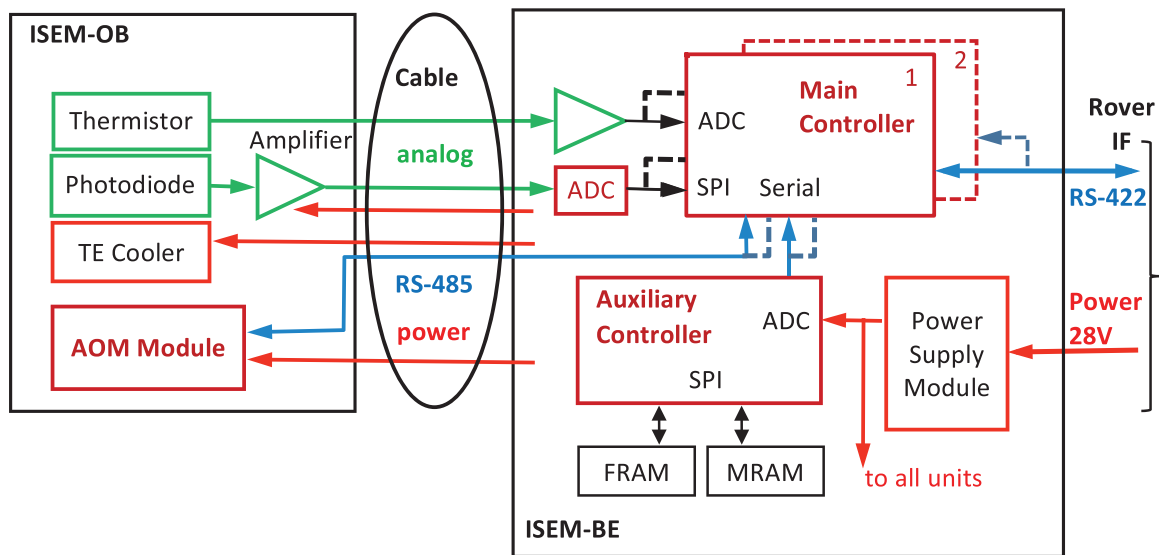 ISEM-OB
Thermistor
Amplifier
Photodiode
TE Cooler
AOM Module
Cable
analog
RS-485
power
ADC
ADC
SPI
Serial
Main
Controller
1
2
Auxiliary
Controller
ADC
SPI
FRAM
MRAM
Power
Supply
Module
to all units
ISEM-BE
Rover
IF
RS-422
Power
28V